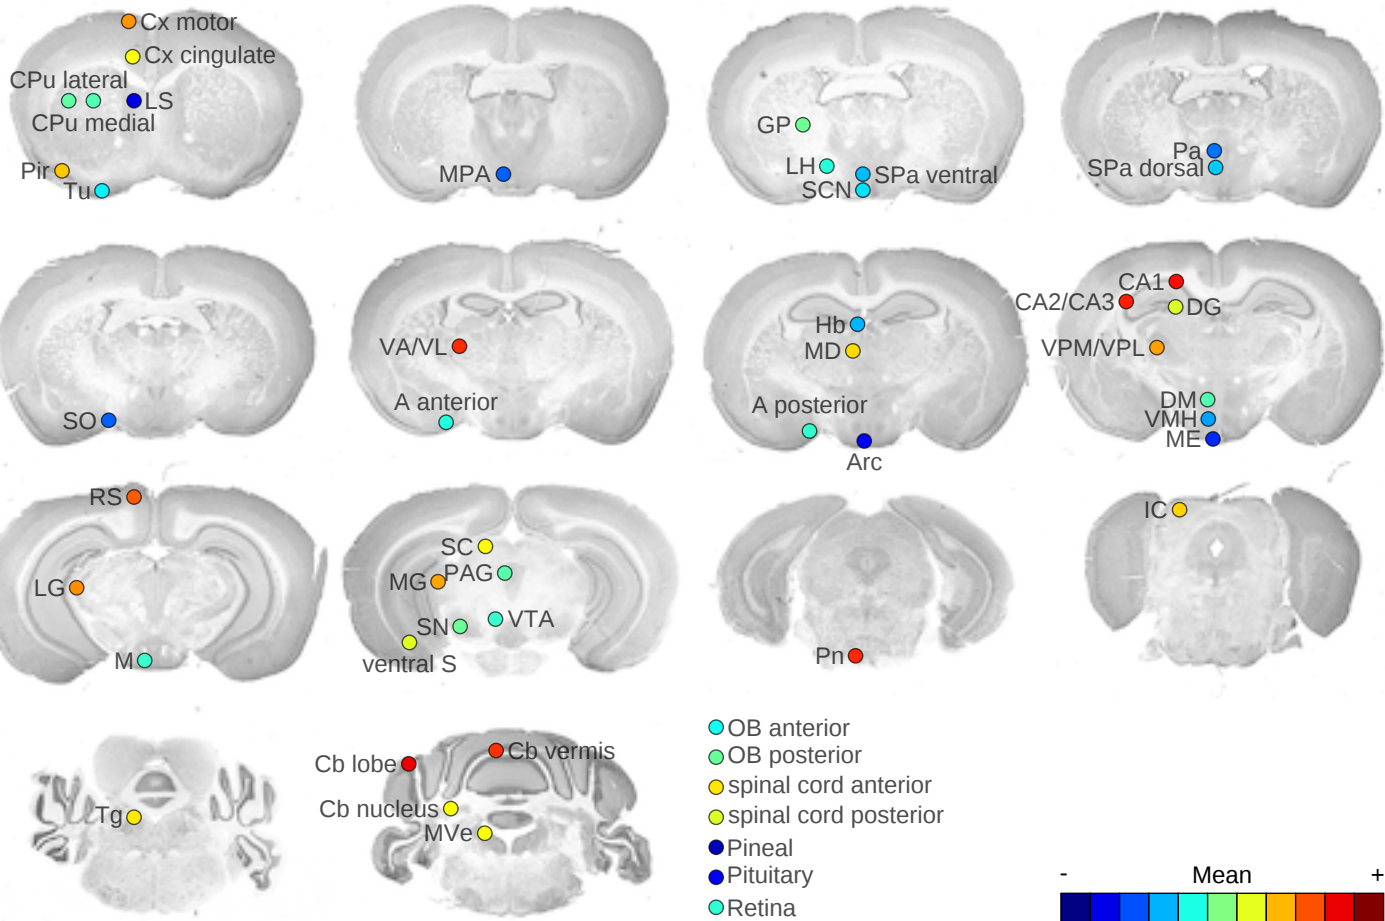 Cx motor
Cx cingulate
CPu lateral
LS
CPu medial
Pir
Tu
MPA
GP
LH
SPa ventral
SCN
Pa
SPa dorsal
SO
VA/VL
A anterior
Hb
MD
A posterior
Arc
CA1
CA2/CA3
DG
VPM/VPL
DM
VMH
ME
RS
LG
M
SC
MG
PAG
SN
VTA
ventral S
Pn
IC
Tg
Cb lobe
Cb vermis
Cb nucleus
MVe
OB anterior
OB posterior
spinal cord anterior
spinal cord posterior
Pineal
Pituitary
Retina
- Mean +